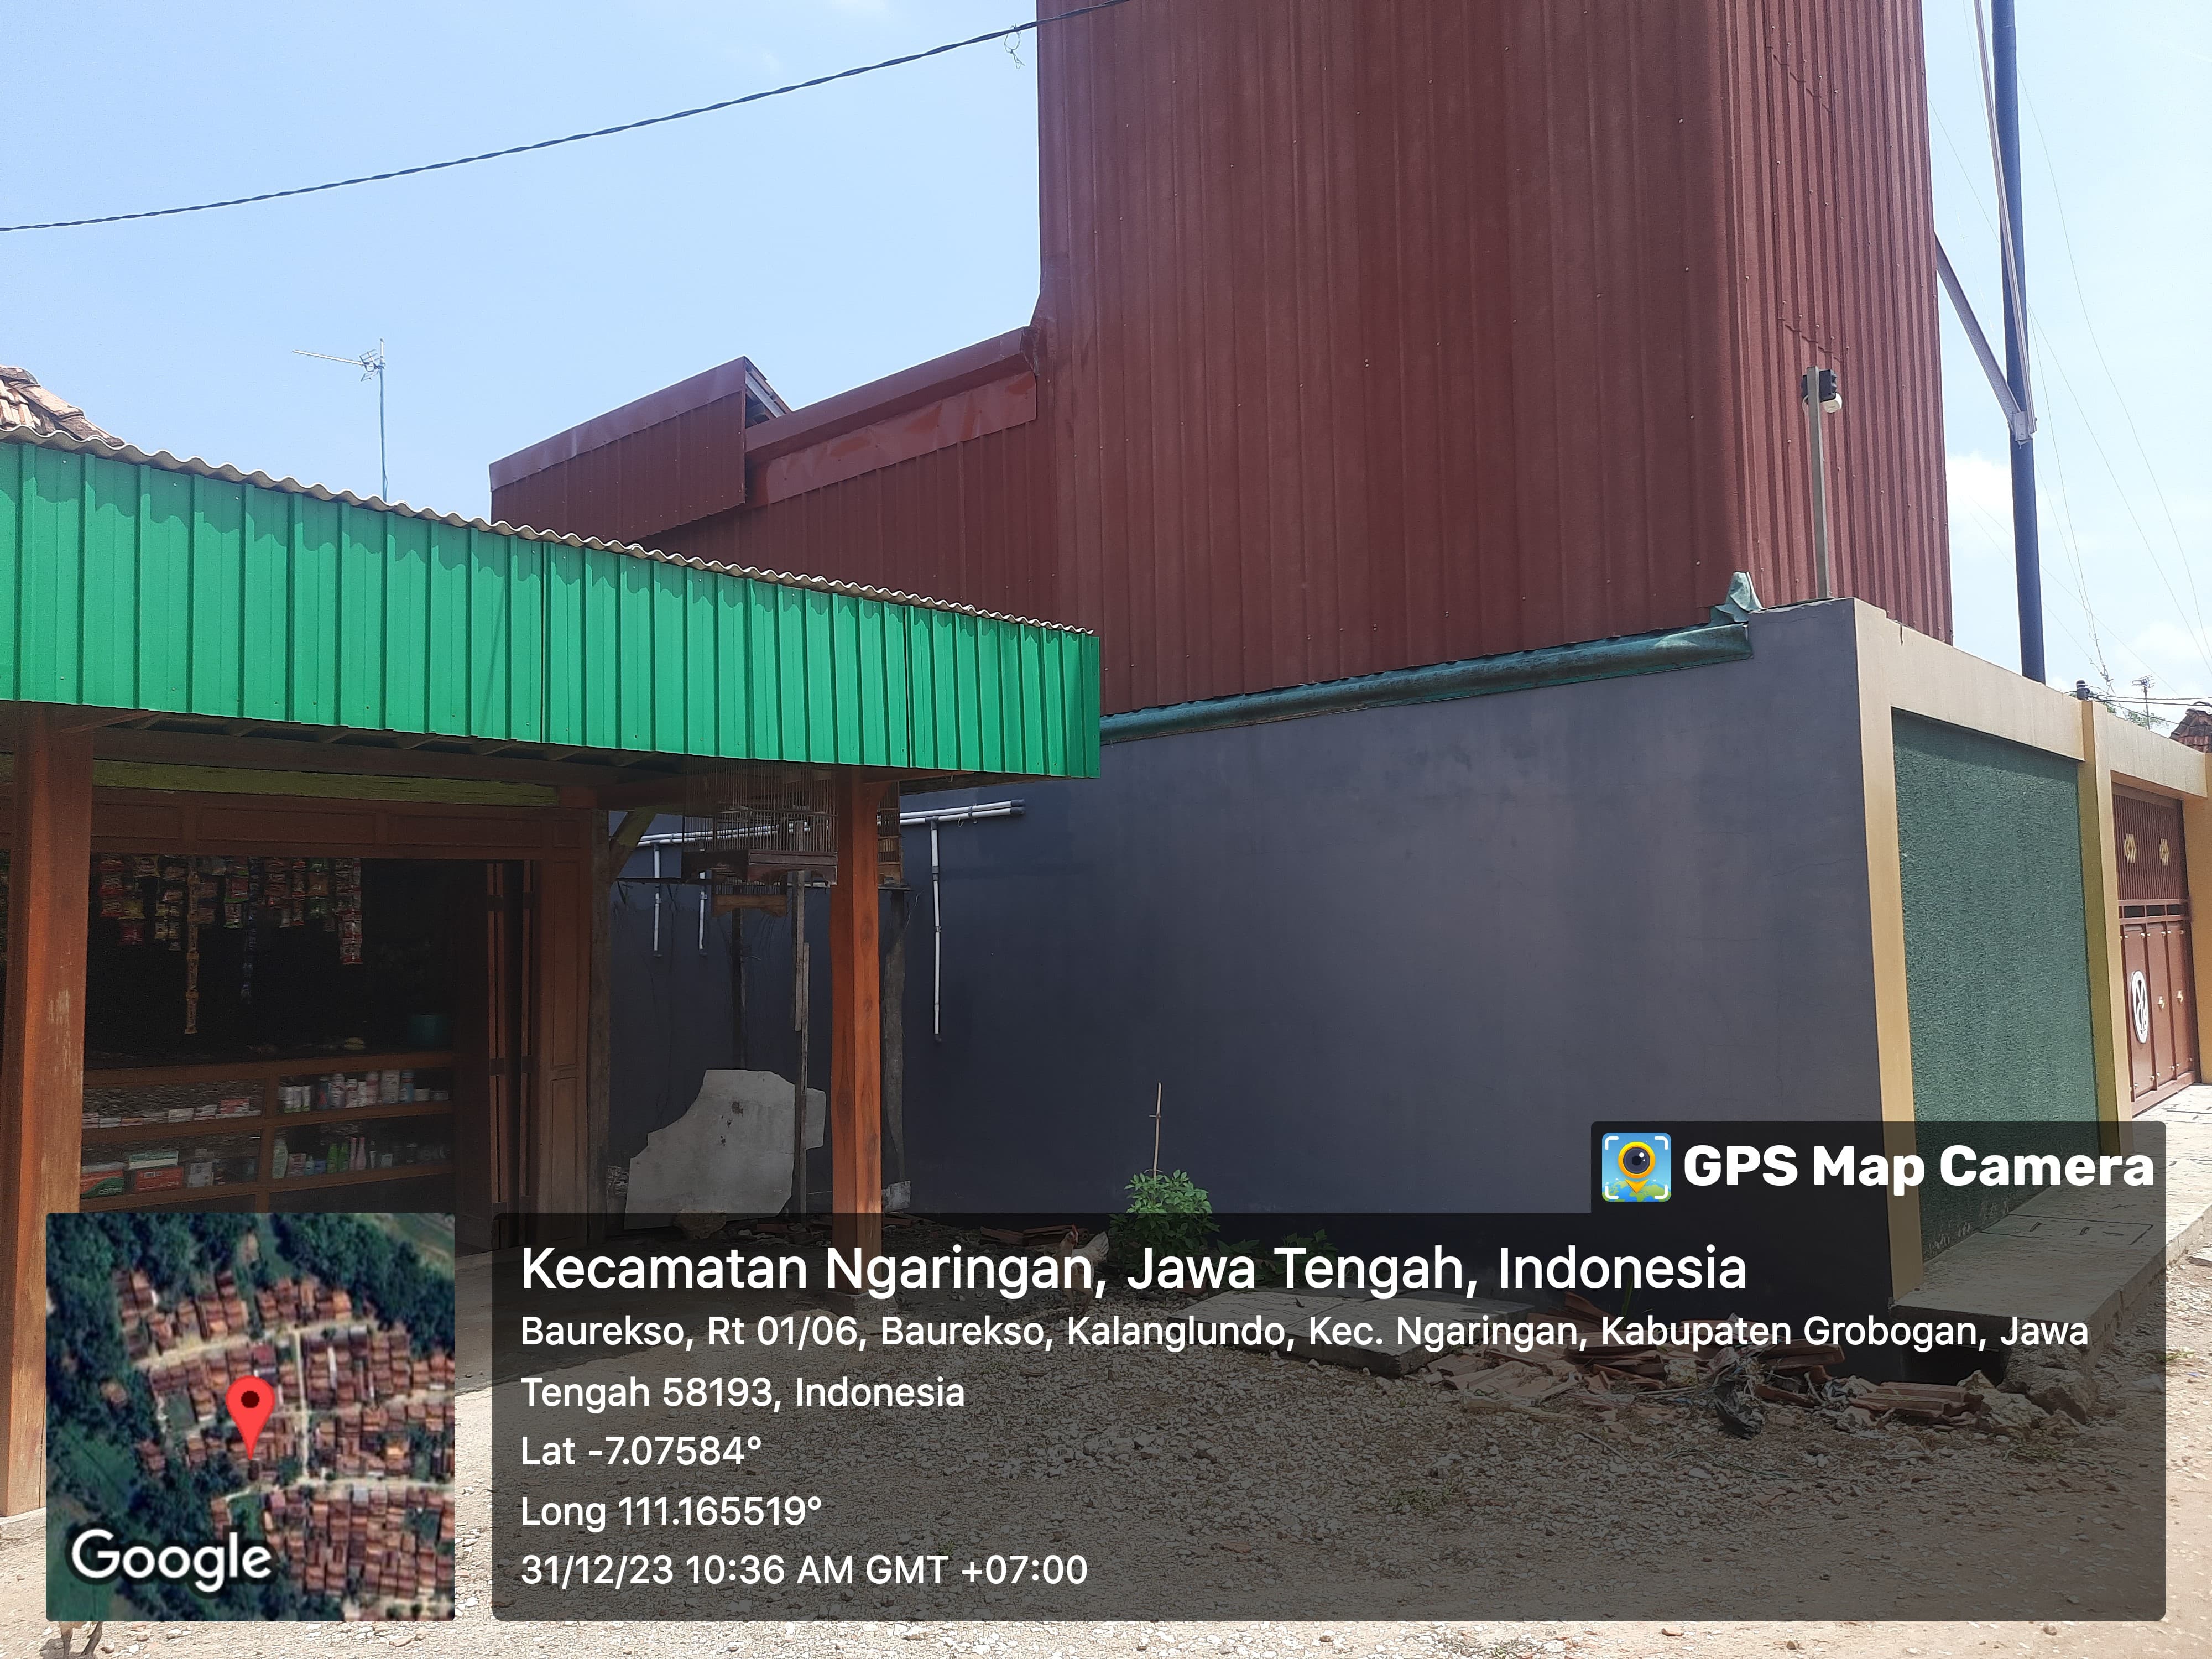 GPS Map Camera
Kecamatan Ngaringan, Jawa Tengah, Indonesia
Baurekso, Rt 01/06, Baurekso, Kalanglundo, Kec. Ngaringan, Kabupaten Grobogan, Jawa
Tengah 58193, Indonesia
Lat -7.07584°
Long 111.165519°
31/12/23 10:36 AM GMT +07:00
Google